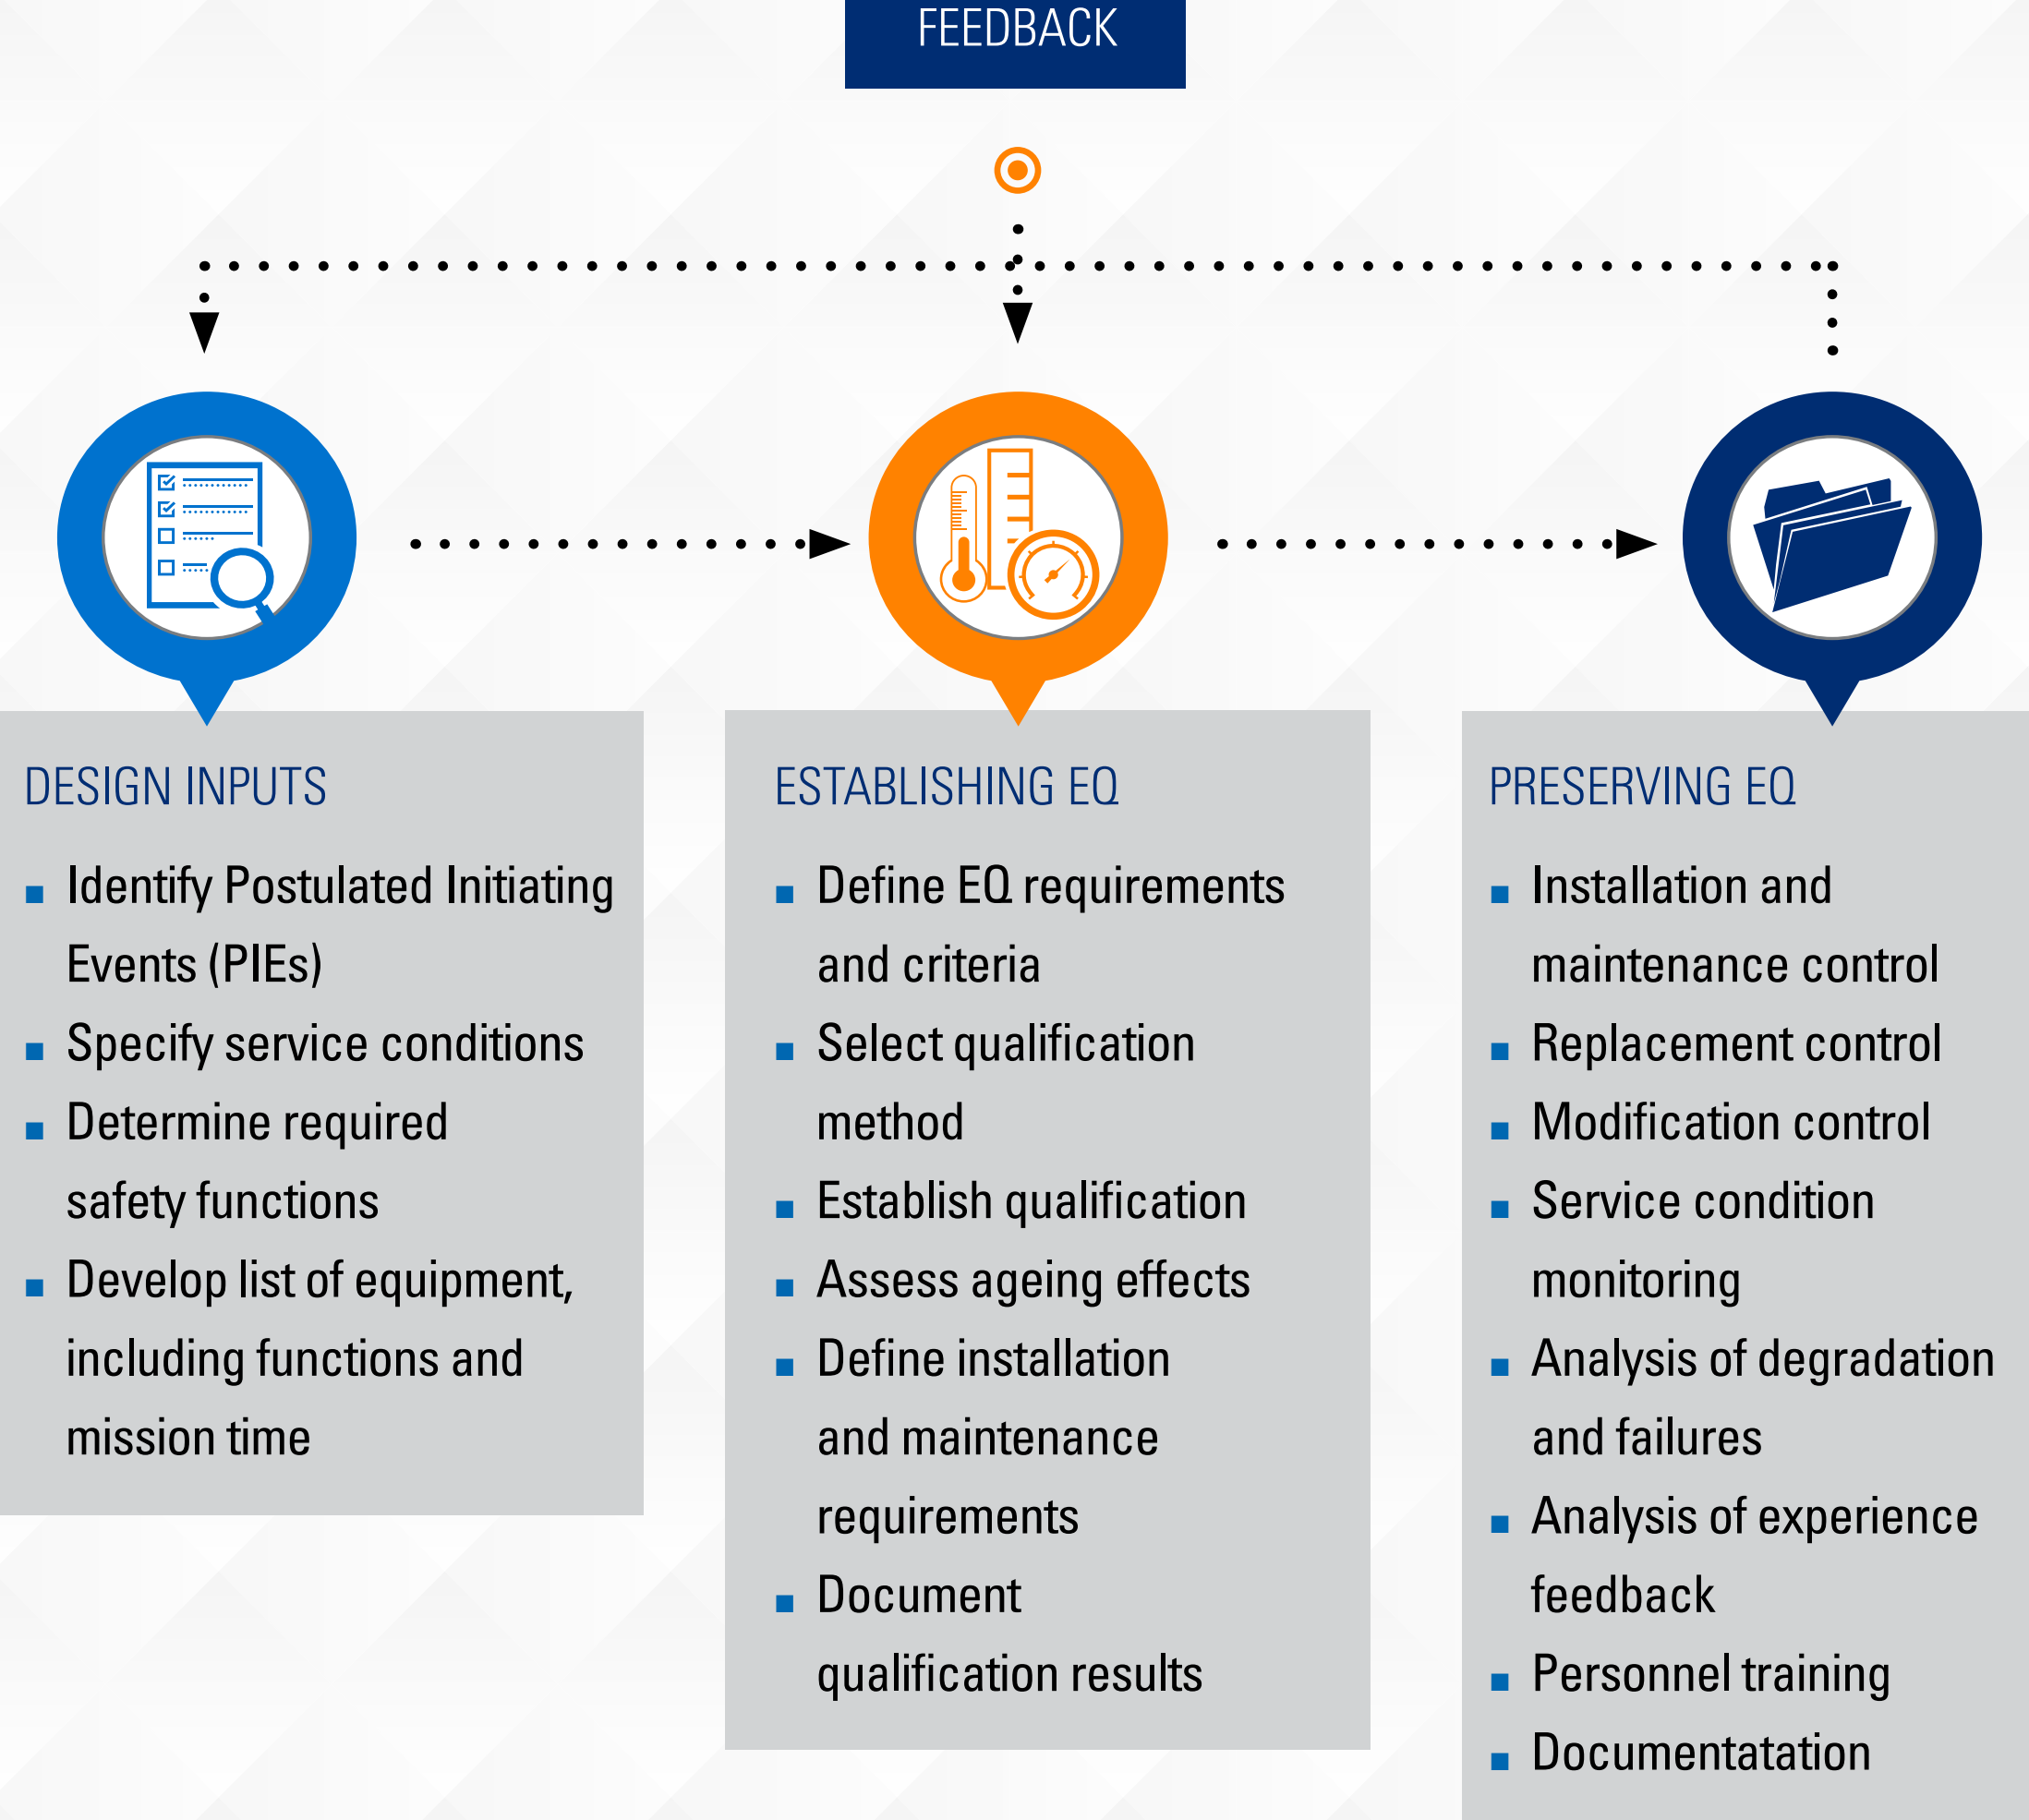 FEEDBACK
DESIGN INPUTS
Identify Postulated Initiating
Events (PIEs)
Specify service conditions
Determine required
safety functions
Develop list of equipment,
including functions and
mission time
ESTABLISHING EQ
Define EQ requirements
and criteria
Select qualification
method
Establish qualification
Assess ageing effects
Define installation
and maintenance
requirements
Document
qualification results
PRESERVING EQ
Installation and
maintenance control
Replacement control
Modification control
Service condition
monitoring
Analysis of degradation
and failures
Analysis of experience
feedback
Personnel training
Documentatation